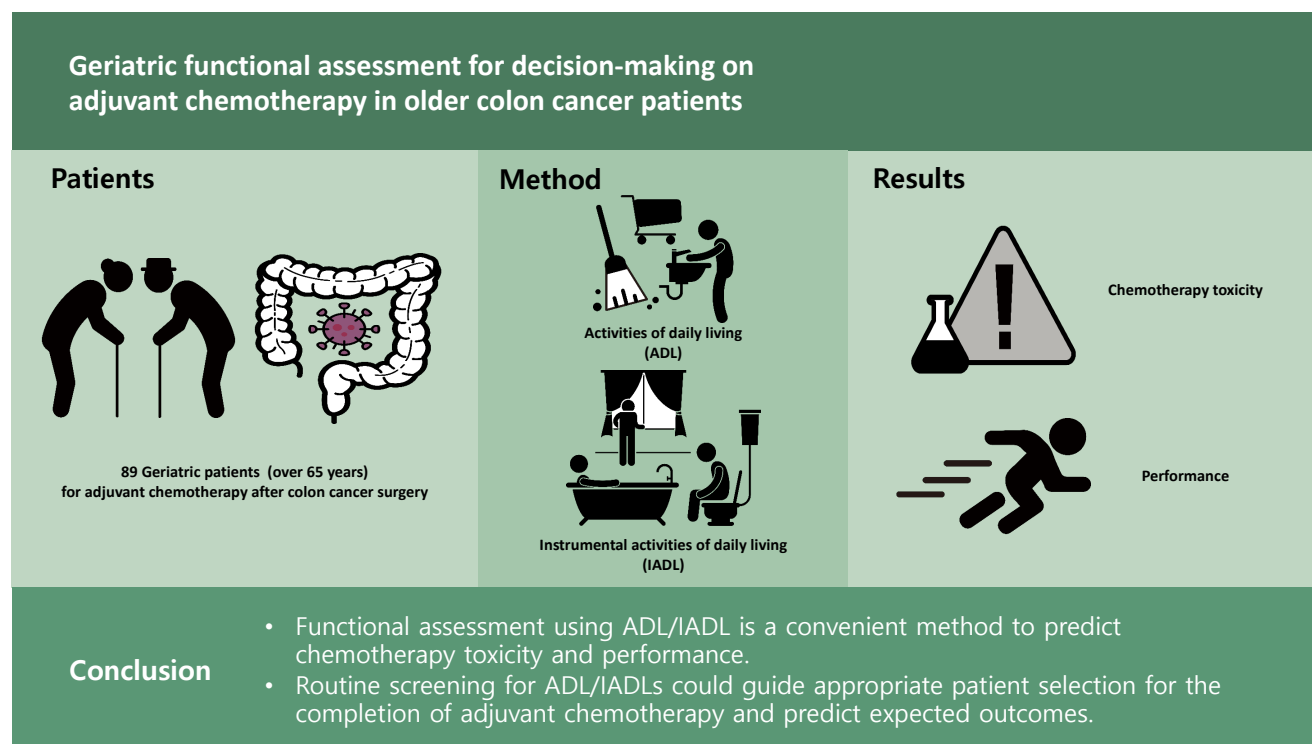 Geriatric functional assessment for decision-making on
adjuvant chemotherapy in older colon cancer patients
Patients
89 Geriatric patients (over 65 years)
for adjuvant chemotherapy after colon cancer surgery
Method
Activities of daily living
(ADL)
Instrumental activities of daily living
(IADL)
Results
Chemotherapy toxicity
Performance
Conclusion
• Functional assessment using ADL/IADL is a convenient method to predict
chemotherapy toxicity and performance.
• Routine screening for ADL/IADLs could guide appropriate patient selection for the
completion of adjuvant chemotherapy and predict expected outcomes.